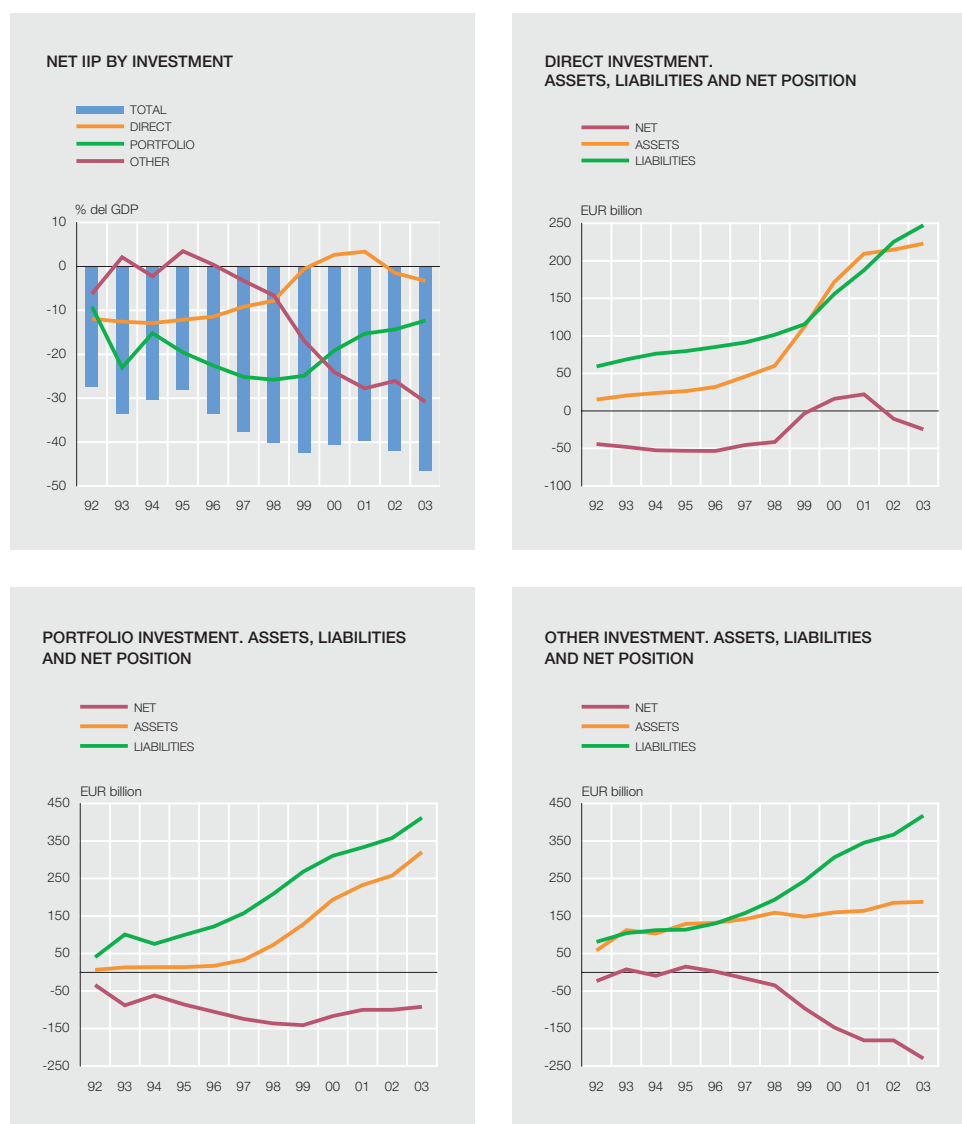 NET IIP BY INVESTMENT
TOTAL
DIRECT
PORTFOLIO
OTHER
% del GDP
10
0
-10
-20
-30
-40
-50
92 93 94 95 96 97 98 99 00 01 02 03
DIRECT INVESTMENT.
ASSETS, LIABILITIES AND NET POSITION
NET
ASSETS
LIABILITIES
EUR billion
250
200
150
100
50
0
-50
-100
92 93 94 95 96 97 98 99 00 01 02 03
PORTFOLIO INVESTMENT. ASSETS, LIABILITIES
AND NET POSITION
NET
ASSETS
LIABILITIES
EUR billion
450
350
250
150
50
-50
-150
-250
92 93 94 95 96 97 98 99 00 01 02 03
OTHER INVESTMENT. ASSETS, LIABILITIES
AND NET POSITION
NET
ASSETS
LIABILITIES
EUR billion
450
350
250
150
50
-50
-150
-250
92 93 94 95 96 97 98 99 00 01 02 03